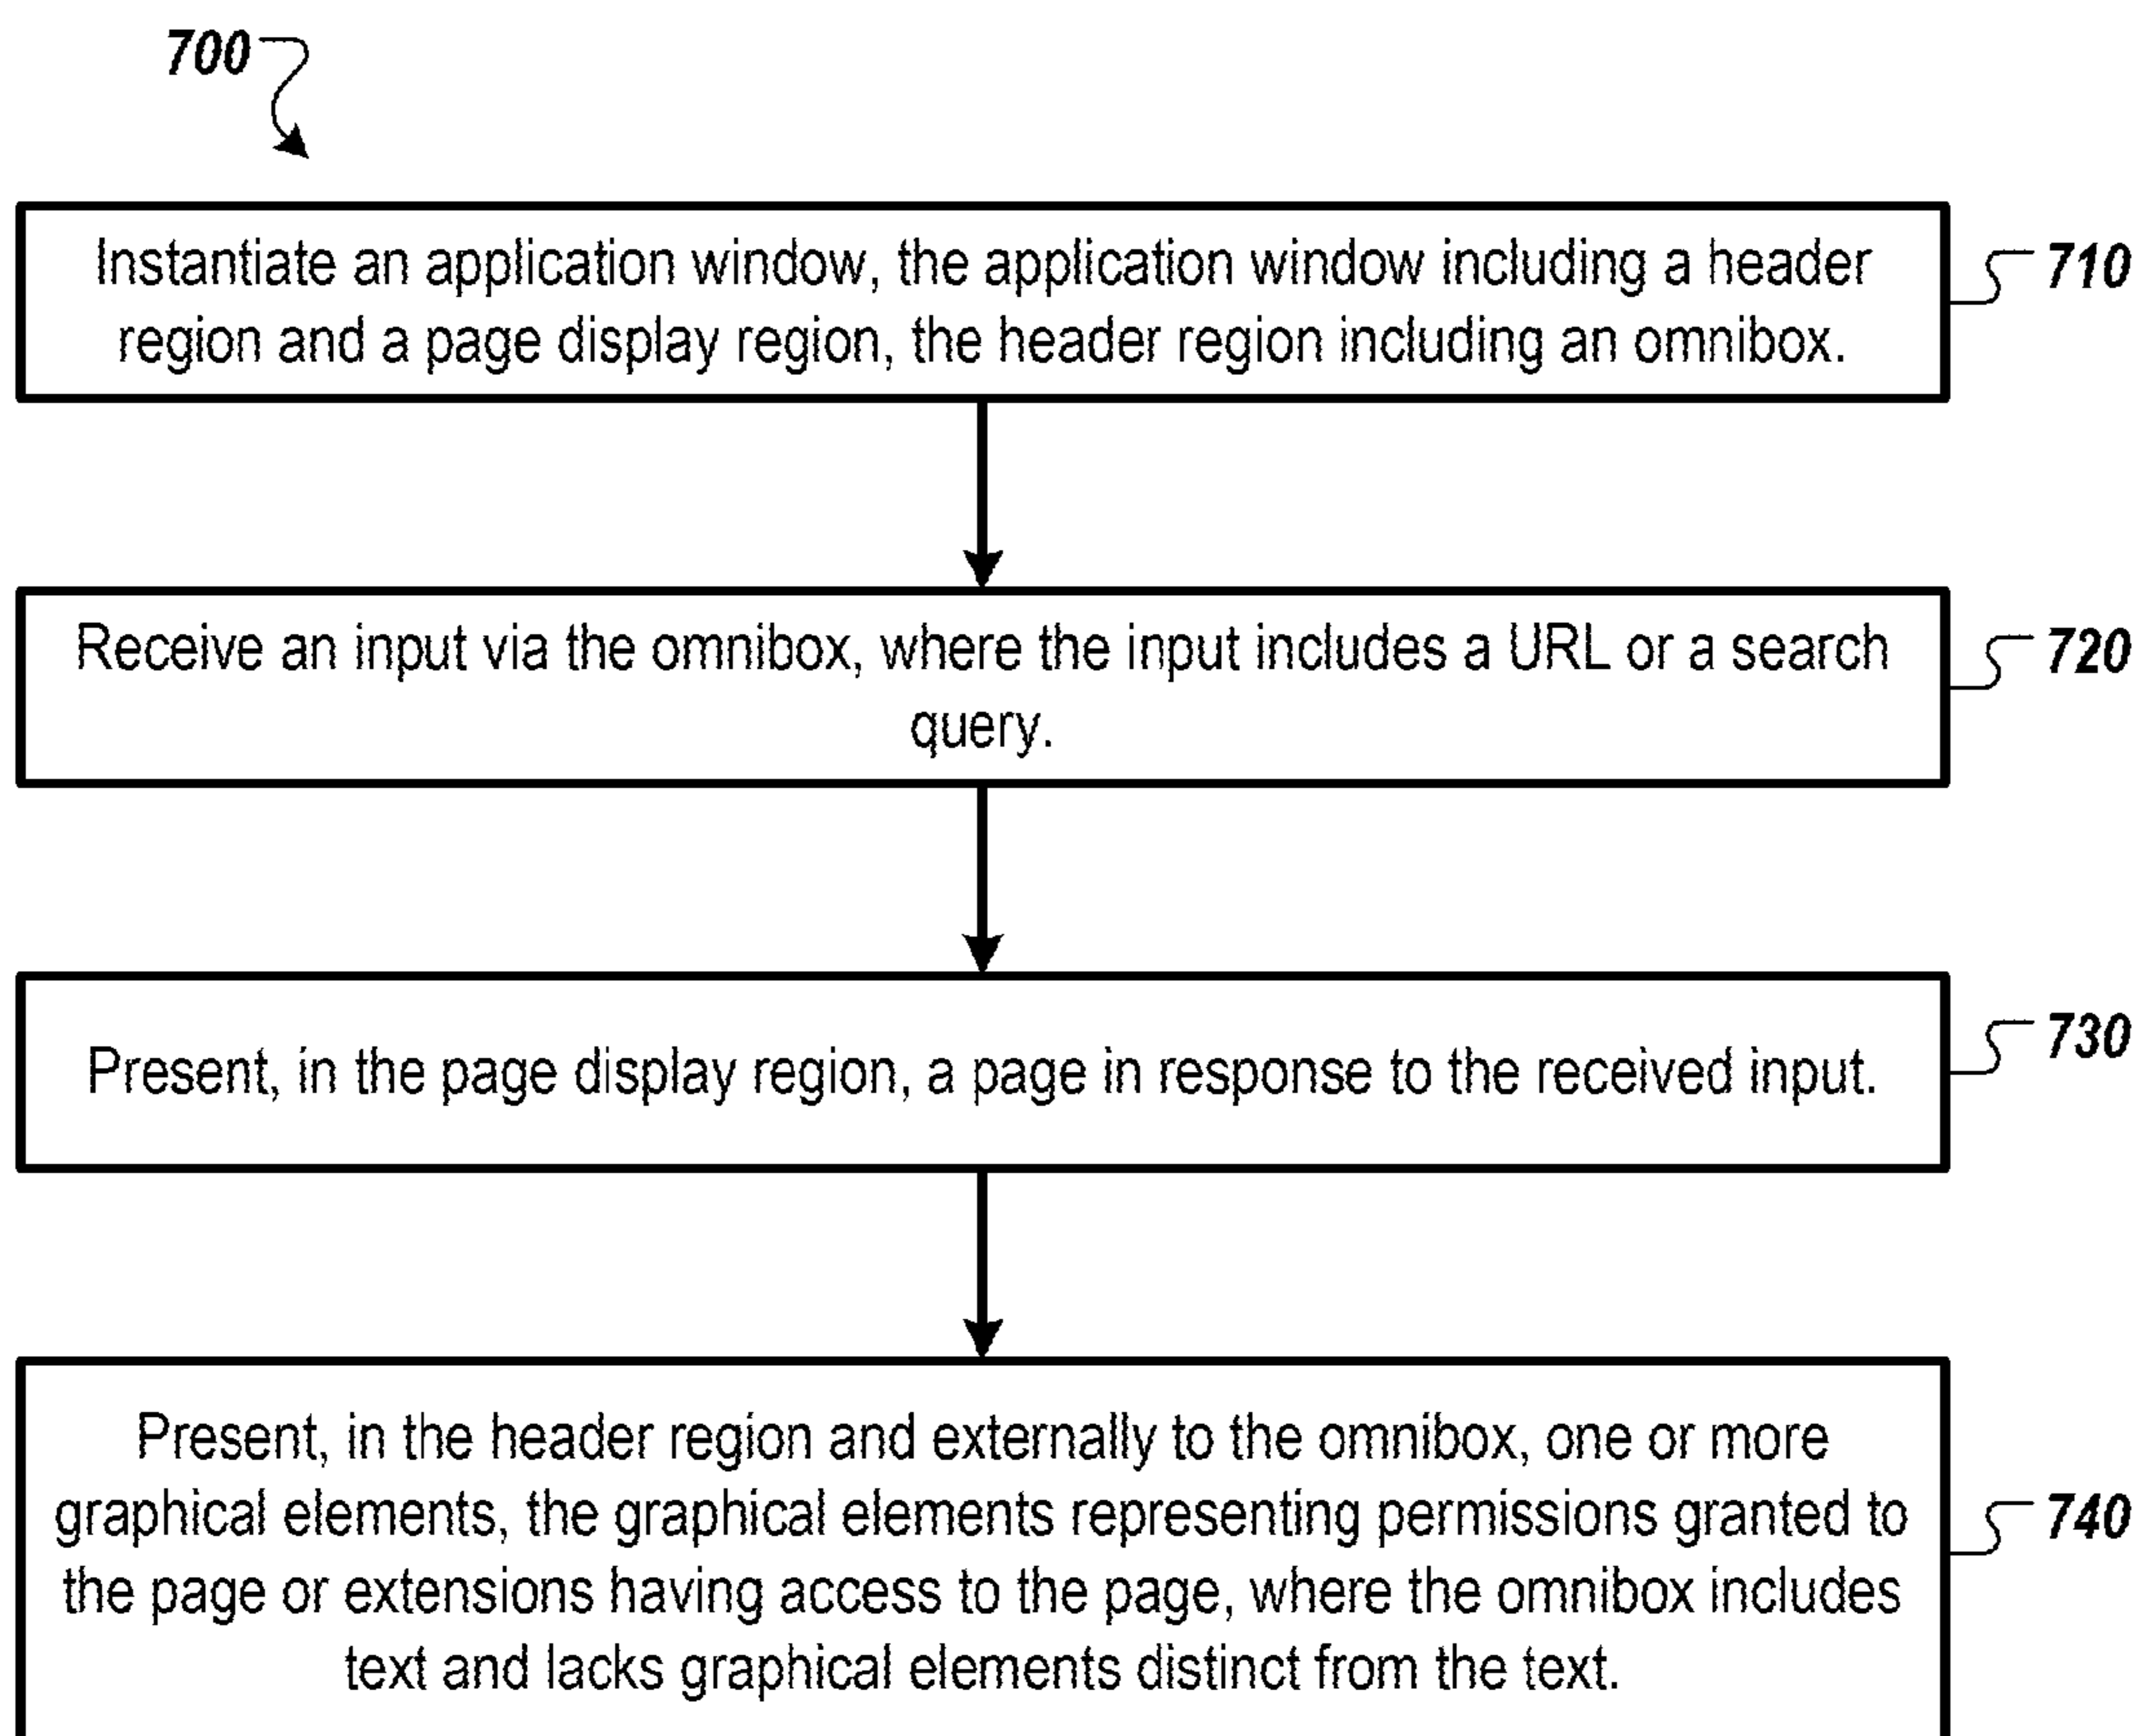 700
Instantiate an application window, the application window including a header
region and a page display region, the header region including an omnibox.
710
Receive an input via the omnibox, where the input includes a URL or a search
query.
720
Present, in the page display region, a page in response to the received input.
730
Present, in the header region and externally to the omnibox, one or more
graphical elements, the graphical elements representing permissions granted to
the page or extensions having access to the page, where the omnibox includes
text and lacks graphical elements distinct from the text.
740